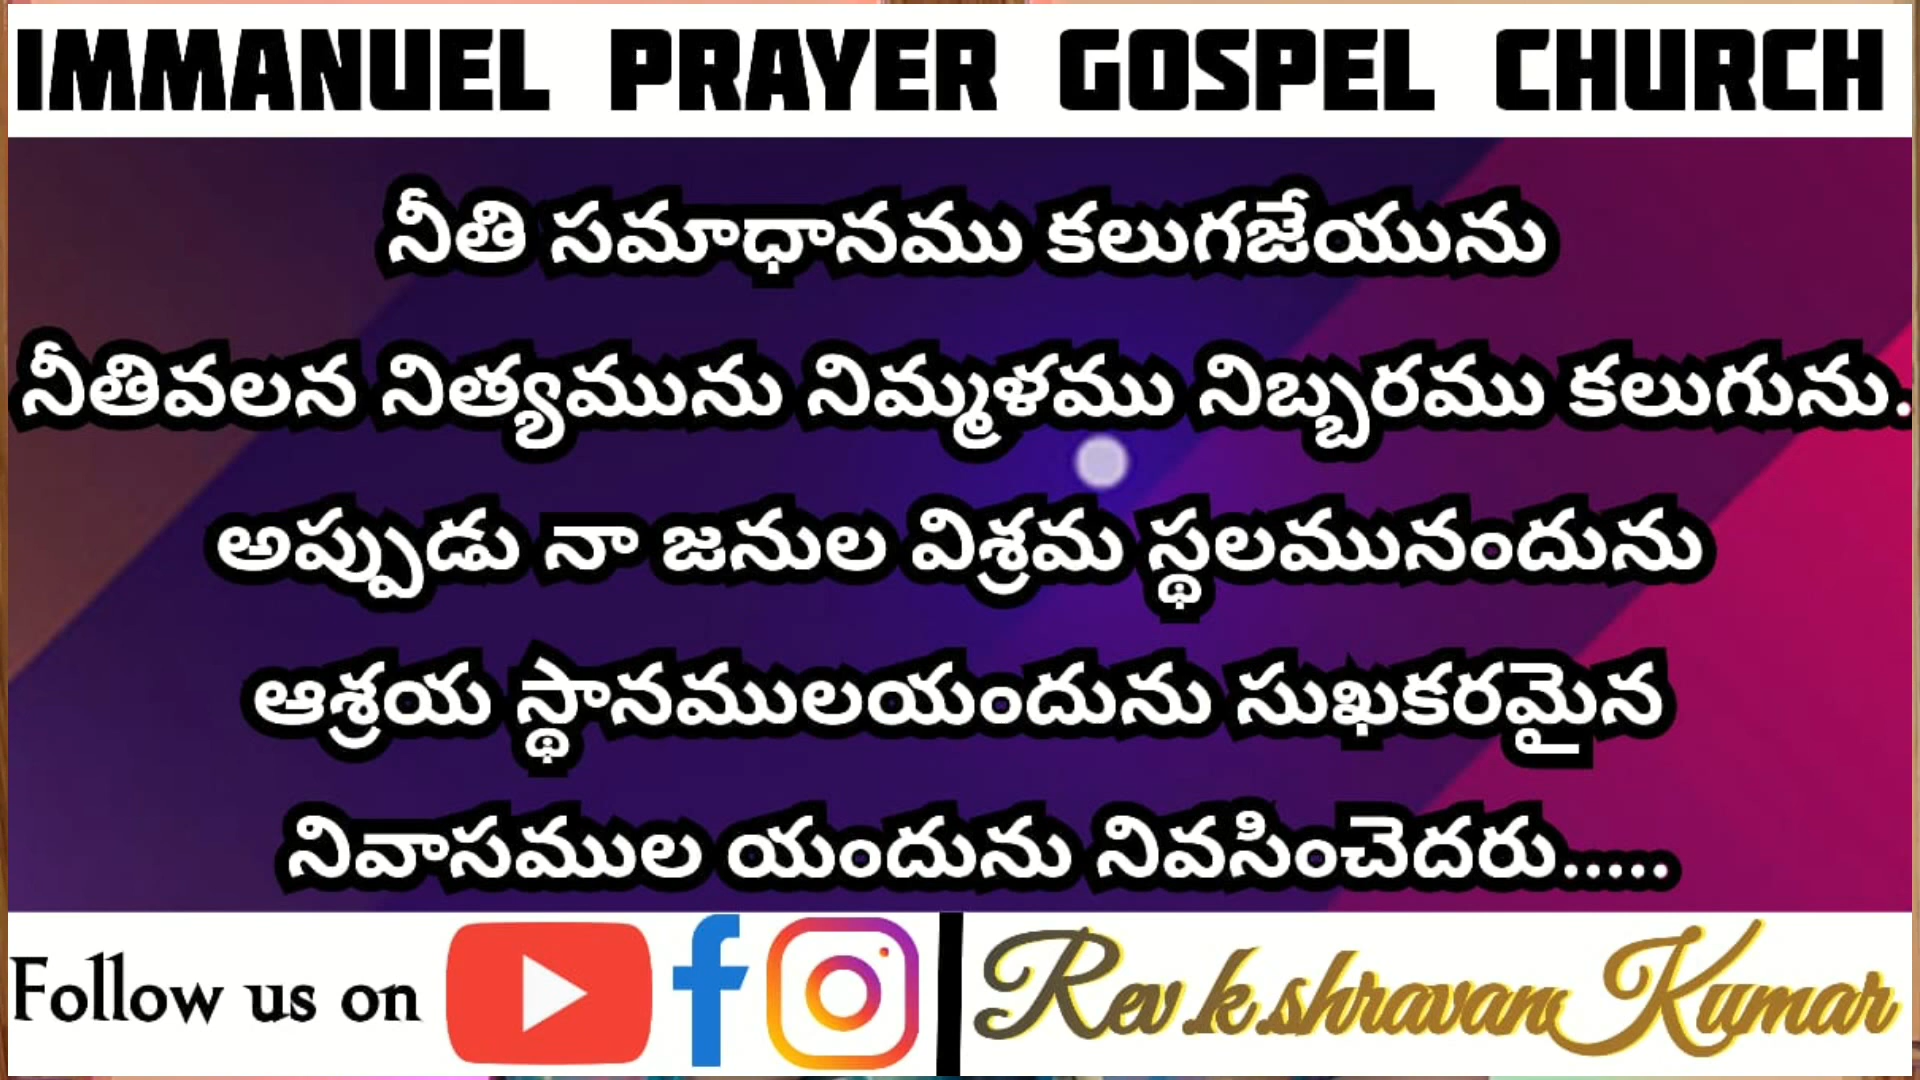 IMMANUEL PRAYER GOSPEL CHURCH
నీతి సమాధానము కలుగజేయును
నీతివలన నిత్యమును నిమ్మళము నిబ్బరము కలుగును.
అప్పుడు నా జనుల విశ్రమ స్థలమునందును
ఆశ్రయ స్థానములయందును సుఖకరమైన
నివాసముల యందును నివసించెదరు.....
Follow us on
Rev.k.shravan Kumar